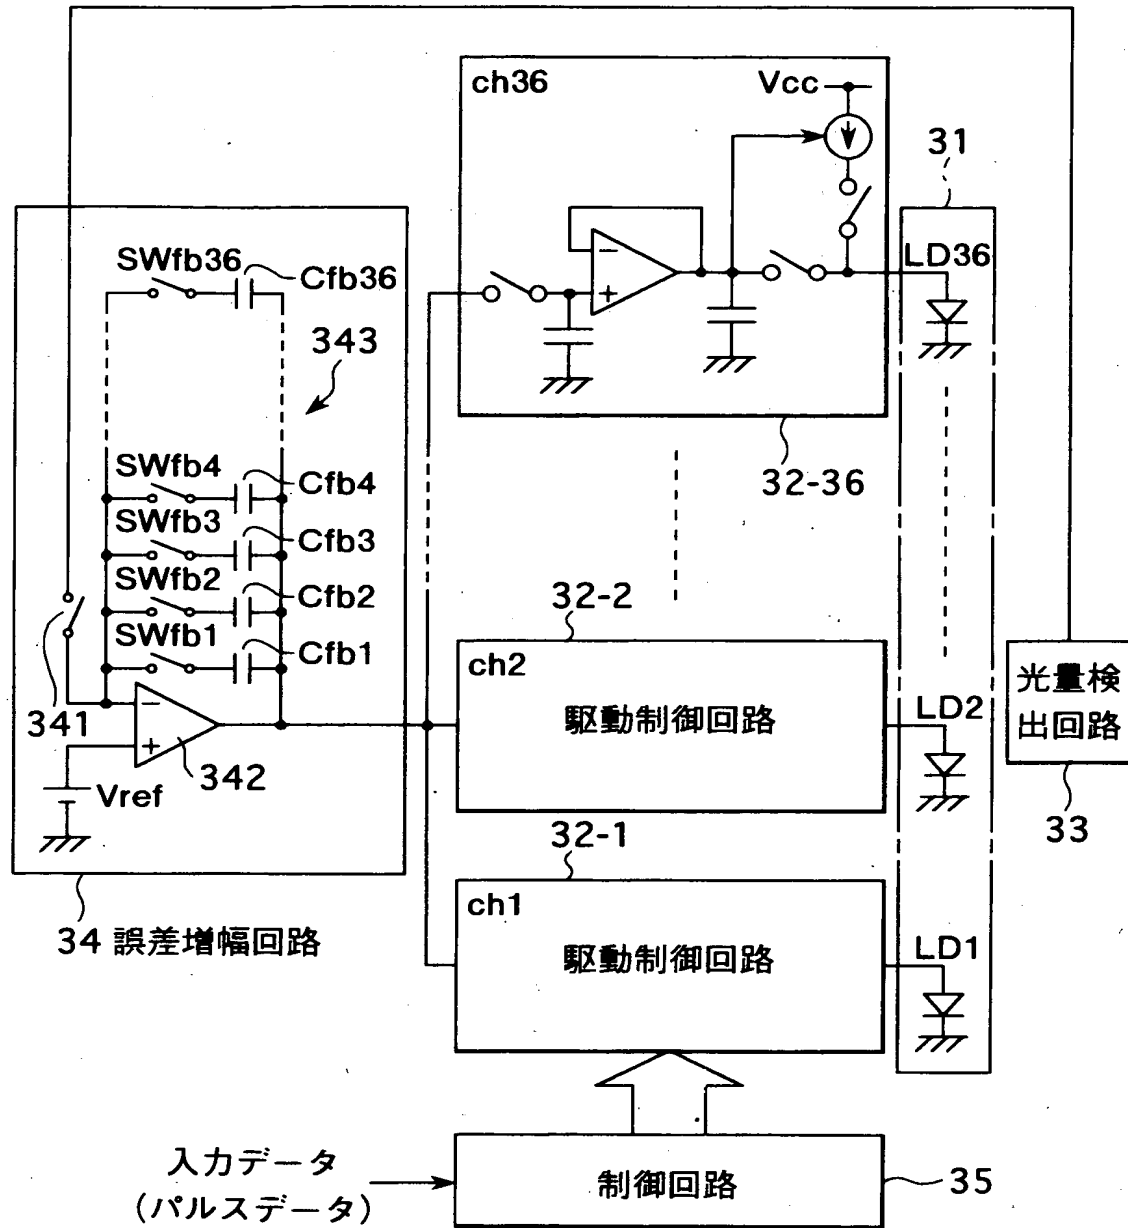 ch36
Vcc
31
SWfb36
Cfb36
LD36
343
SWfb4
Cfb4
32-36
SWfb3
Cfb3
SWfb2
Cfb2
32-2
SWfb1
Cfb1
ch2
光量検
出回路
341
駆動制御回路
LD2
342
Vref
33
32-1
ch1
34 誤差増幅回路
駆動制御回路
LD1
入力データ
(パルスデータ)
制御回路
35